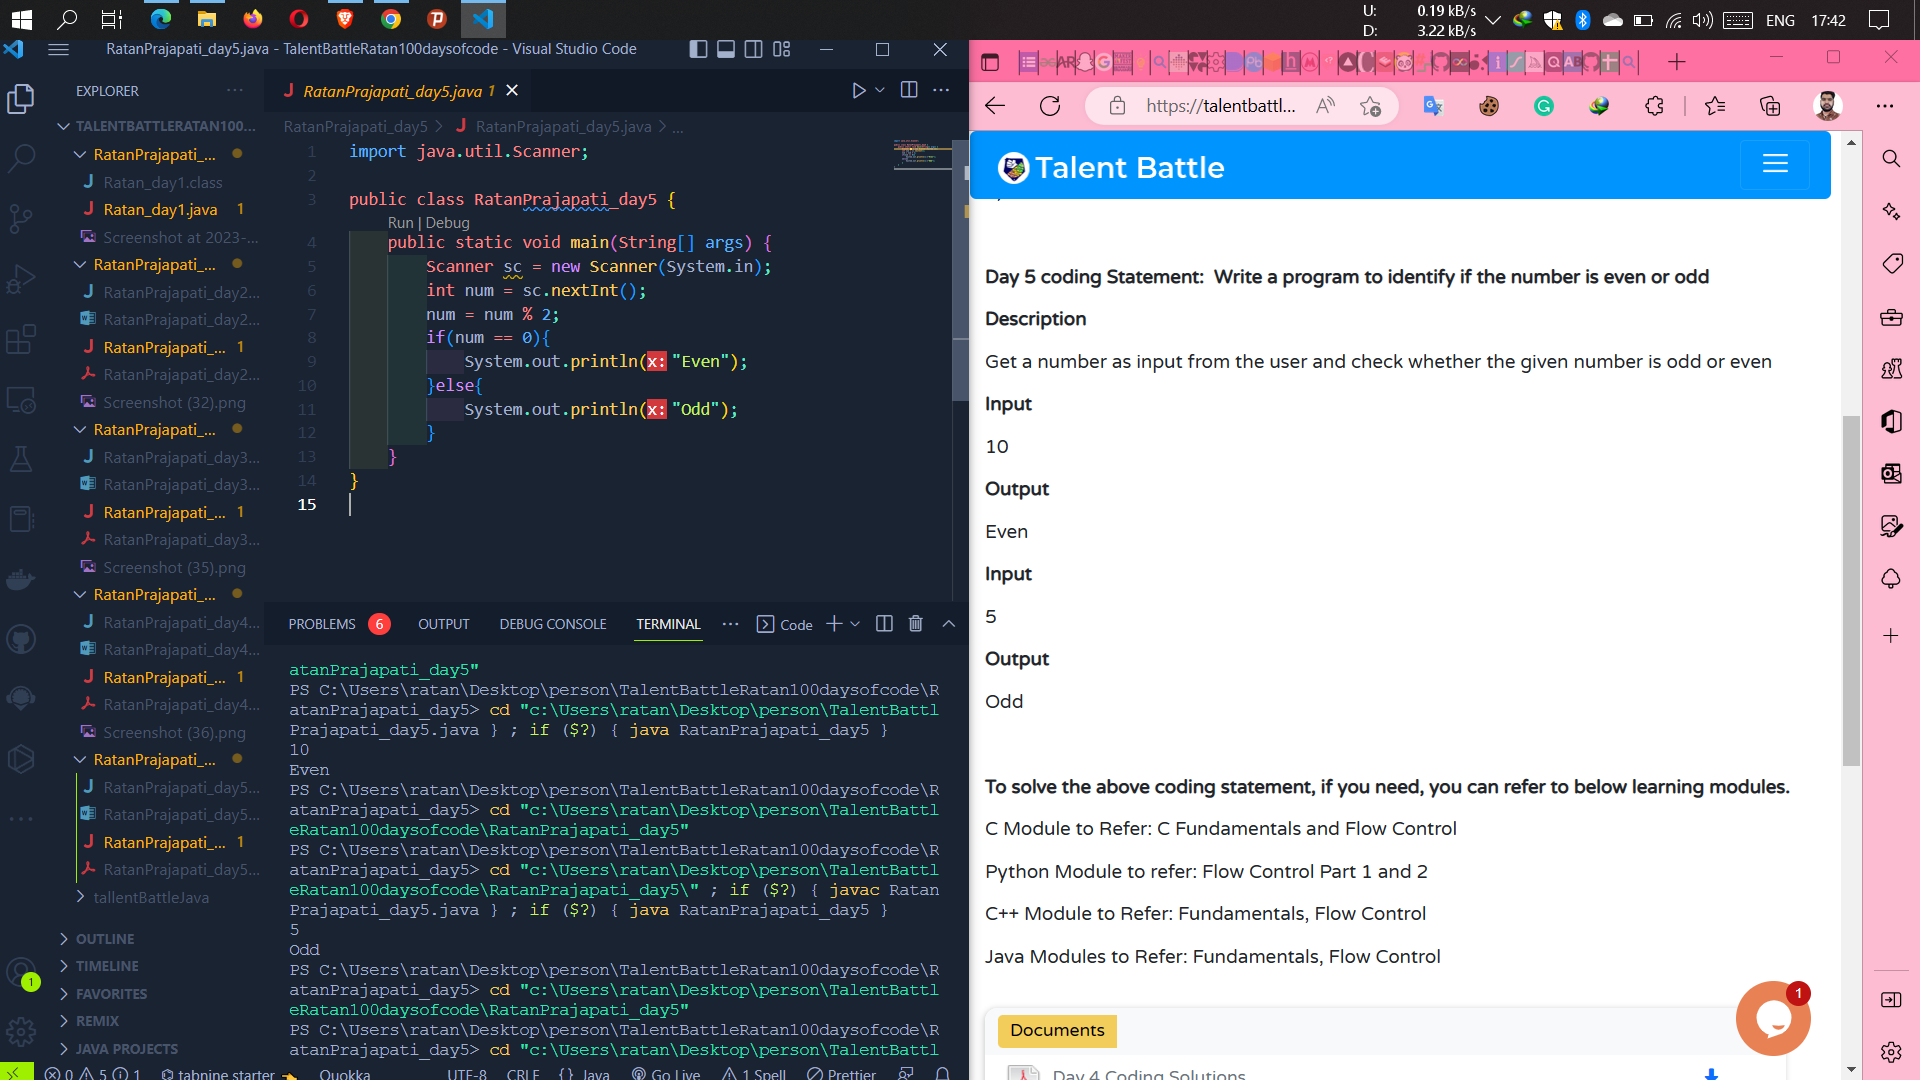 U: 0.19 kB/s
D: 3.22 kB/s
ENG 17:42
RatanPrajapati_day5.java - TalentBattleRatan100daysofcode - Visual Studio Code
EXPLORER
TALENTBATTLERATAN100...
RatanPrajapati_...
Ratan_day1.class
Ratan_day1.java 1
Screenshot at 2023-...
RatanPrajapati_...
RatanPrajapati_day2...
RatanPrajapati_day2...
RatanPrajapati_... 1
RatanPrajapati_day2...
Screenshot (32).png
RatanPrajapati_...
RatanPrajapati_day3...
RatanPrajapati_day3...
RatanPrajapati_... 1
RatanPrajapati_day3...
Screenshot (35).png
RatanPrajapati_...
RatanPrajapati_day4...
RatanPrajapati_day4...
RatanPrajapati_... 1
RatanPrajapati_day4...
Screenshot (36).png
RatanPrajapati_...
RatanPrajapati_day5...
RatanPrajapati_day5...
RatanPrajapati_... 1
RatanPrajapati_day5...
tallentBattleJava
OUTLINE
TIMELINE
FAVORITES
REMIX
JAVA PROJECTS
1
RatanPrajapati_day5.java 1
RatanPrajapati_day5 > J RatanPrajapati_day5.java > ...
1 import java.util.Scanner;
2
3 public class RatanPrajapati_day5 {
Run | Debug
4 public static void main(String[] args) {
5 Scanner sc = new Scanner(System.in);
6 int num = sc.nextInt();
7 num = num % 2;
8 if(num == 0){
9 System.out.println(x: "Even");
10 }else{
11 System.out.println(x: "Odd");
12 }
13 }
14 }
15
PROBLEMS 6 OUTPUT DEBUG CONSOLE TERMINAL ... Code
atanPrajapati_day5"
PS C:\Users\ratan\Desktop\person\TalentBattleRatan100daysofcode\R
atanPrajapati_day5> cd "c:\Users\ratan\Desktop\person\TalentBattl
Prajapati_day5.java } ; if ($?) { java RatanPrajapati_day5 }
10
Even
PS C:\Users\ratan\Desktop\person\TalentBattleRatan100daysofcode\R
atanPrajapati_day5> cd "c:\Users\ratan\Desktop\person\TalentBattl
eRatan100daysofcode\RatanPrajapati_day5"
PS C:\Users\ratan\Desktop\person\TalentBattleRatan100daysofcode\R
atanPrajapati_day5> cd "c:\Users\ratan\Desktop\person\TalentBattl
eRatan100daysofcode\RatanPrajapati_day5\" ; if ($?) { javac Ratan
Prajapati_day5.java } ; if ($?) { java RatanPrajapati_day5 }
5
Odd
PS C:\Users\ratan\Desktop\person\TalentBattleRatan100daysofcode\R
atanPrajapati_day5> cd "c:\Users\ratan\Desktop\person\TalentBattl
eRatan100daysofcode\RatanPrajapati_day5"
PS C:\Users\ratan\Desktop\person\TalentBattleRatan100daysofcode\R
atanPrajapati_day5> cd "c:\Users\ratan\Desktop\person\TalentBattl
0 5 1 tabnine starter Quokka UTF-8 CRLF {} Java Go Live 1 Spell Prettier
https://talentbattl...
Talent Battle
Day 5 coding Statement: Write a program to identify if the number is even or odd
Description
Get a number as input from the user and check whether the given number is odd or even
Input
10
Output
Even
Input
5
Output
Odd
To solve the above coding statement, if you need, you can refer to below learning modules.
C Module to Refer: C Fundamentals and Flow Control
Python Module to refer: Flow Control Part 1 and 2
C++ Module to Refer: Fundamentals, Flow Control
Java Modules to Refer: Fundamentals, Flow Control
1
Documents
Day 4 Coding Solutions